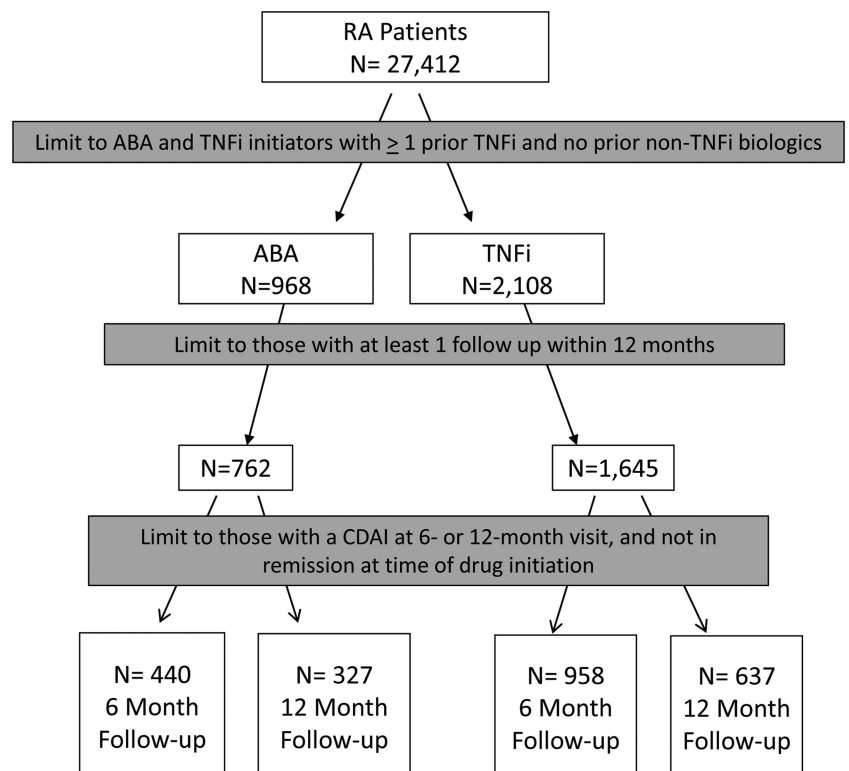 RA Patients
N= 27,412
Limit to ABA and TNFi initiators with ≥ 1 prior TNFi and no prior non-TNFi biologics
ABA
N=968
TNFi
N=2,108
Limit to those with at least 1 follow up within 12 months
N=762
N=1,645
Limit to those with a CDAI at 6- or 12-month visit, and not in
remission at time of drug initiation
N= 440
6 Month
Follow-up
N= 327
12 Month
Follow-up
N= 958
6 Month
Follow-up
N= 637
12 Month
Follow-up